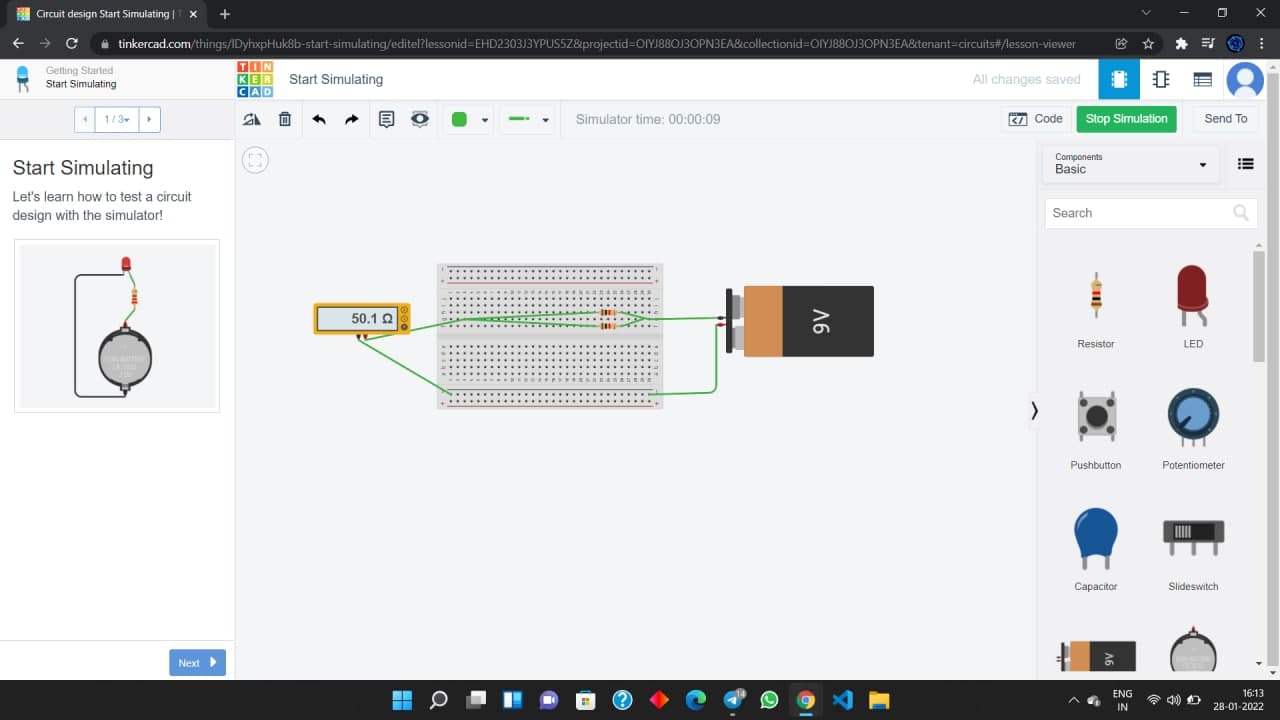 Circuit design Start Simulating | T
tinkercad.com/things/lDyhxpHuk8b-start-simulating/editel?lessonid=EHD2303J3YPUS5Z&projectid=OIYJ88OJ3OPN3EA&collectionid=OIYJ88OJ3OPN3EA&tenant=circuits#/lesson-viewer
Getting Started
Start Simulating
TIN
KER
CAD
Start Simulating
All changes saved
1 / 3
Simulator time: 00:00:09
Code
Stop Simulation
Send To
Start Simulating
Let's learn how to test a circuit
design with the simulator!
Components
Basic
Search
50.1 Ω
9V
Resistor
LED
Pushbutton
Potentiometer
Capacitor
Slideswitch
9V
Next
14
ENG
IN
16:13
28-01-2022